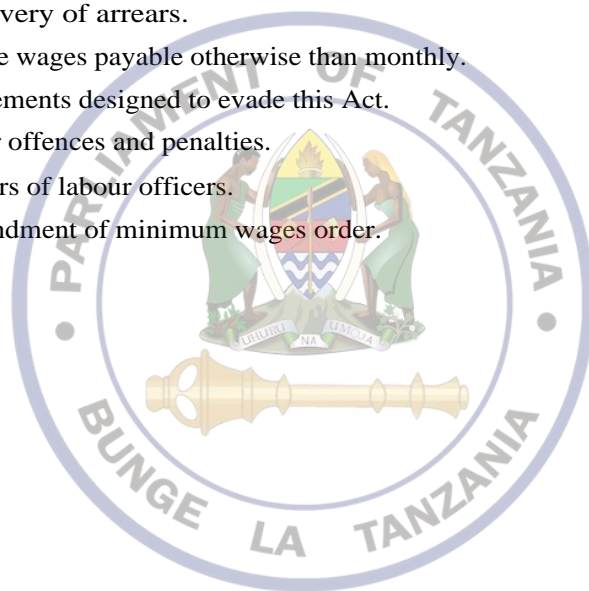 very of arrears.
e wages payable otherwise than monthly.
ements designed to evade this Act.
r offences and penalties.
rs of labour officers.
ndment of minimum wages order.
PARLIAMENT OF TANZANIA
UHURU NA UMOJA
BUNGE LA TANZANIA